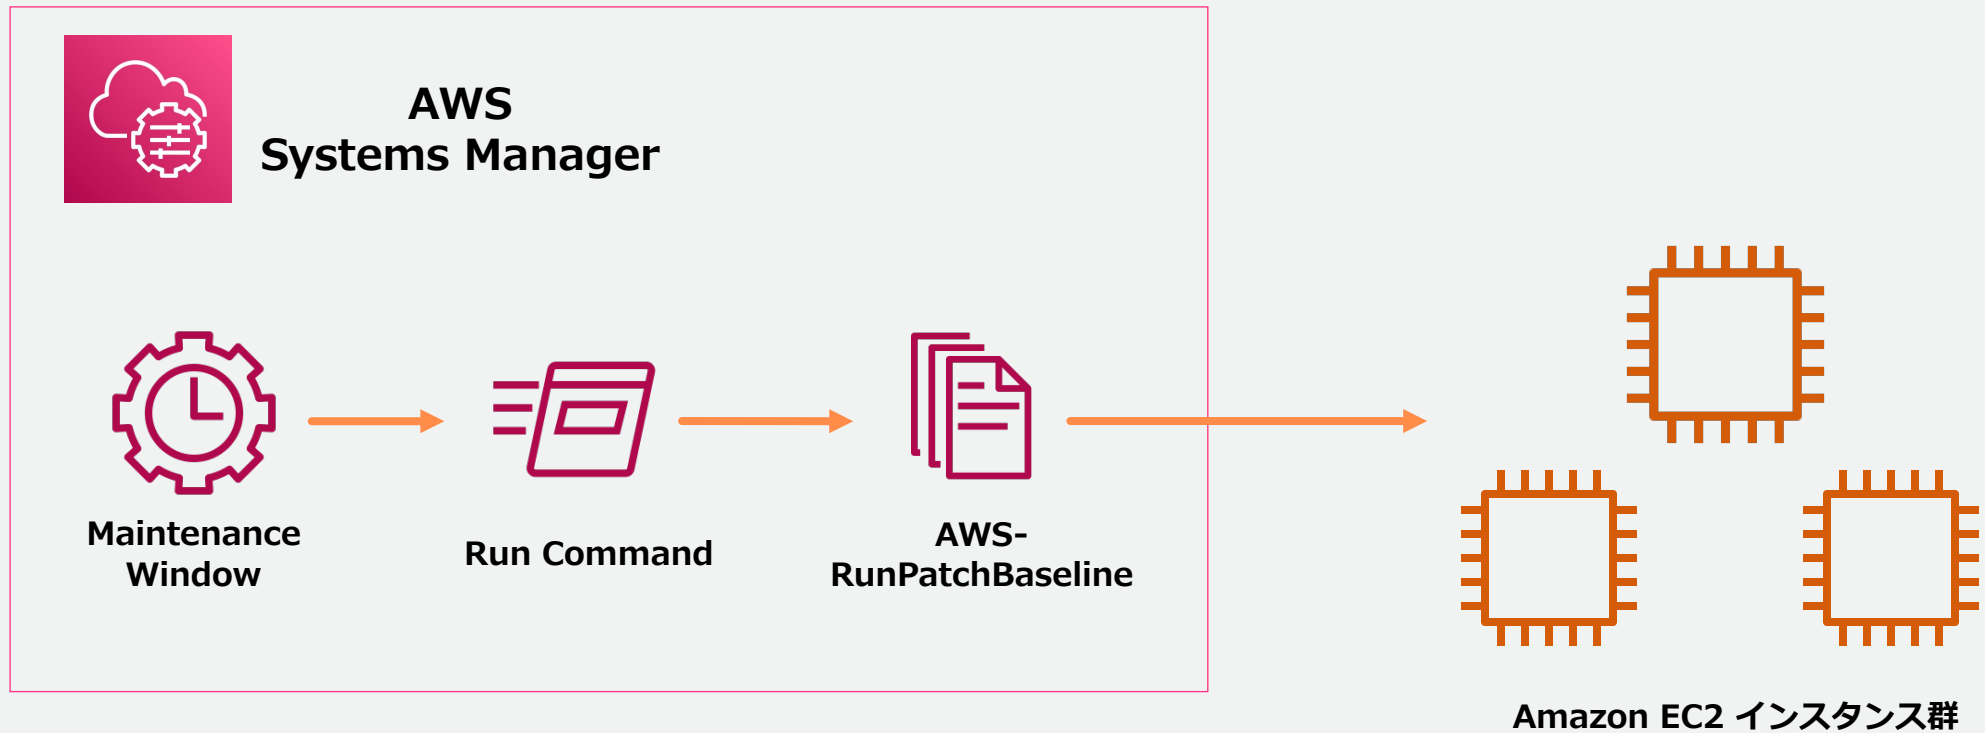 AWS
Systems Manager
Maintenance
Window
Run Command
AWS-
RunPatchBaseline
Amazon EC2 インスタンス群